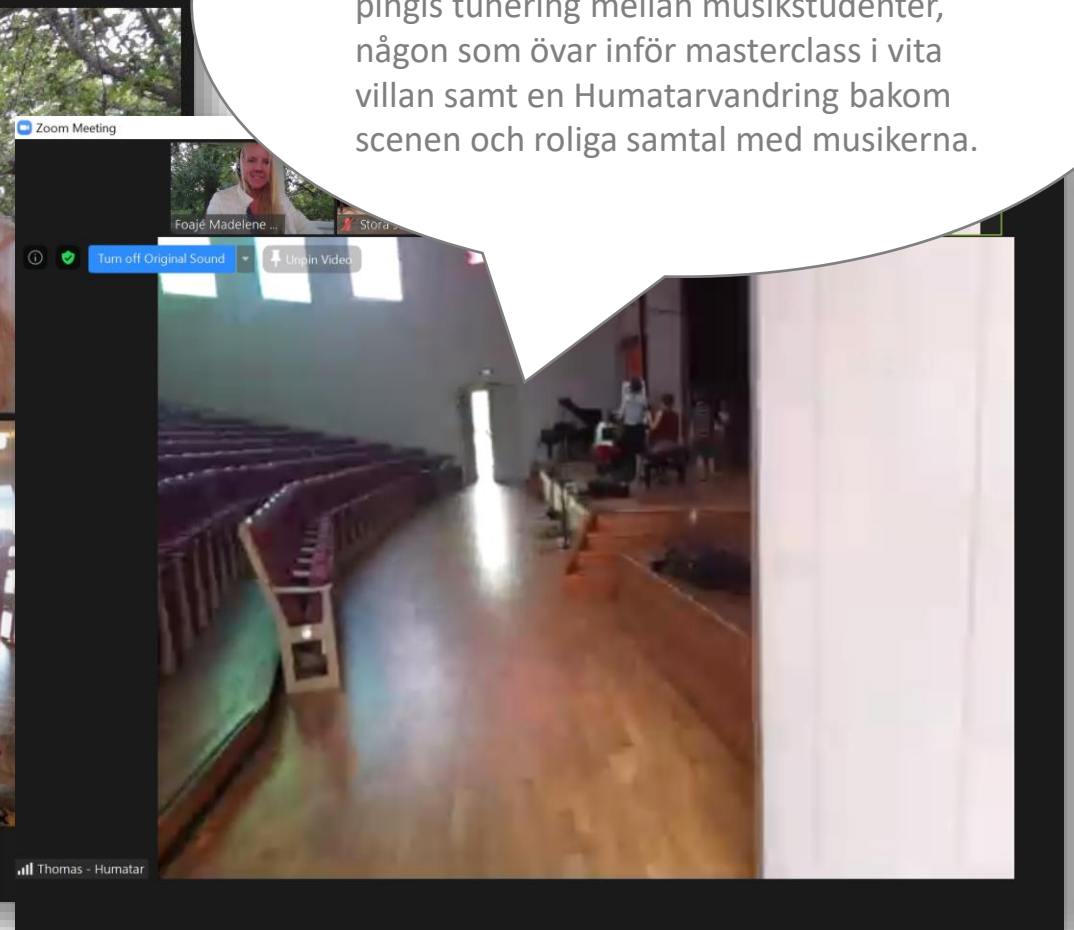 pingis tunering mellan musikstudenter,
någon som övar inför masterclass i vita
villan samt en Humatarvandring bakom
scenen och roliga samtal med musikerna.
Zoom Meeting
Foajé Madelene ...
Stora
Turn off Original Sound
Unpin Video
Thomas - Humatar